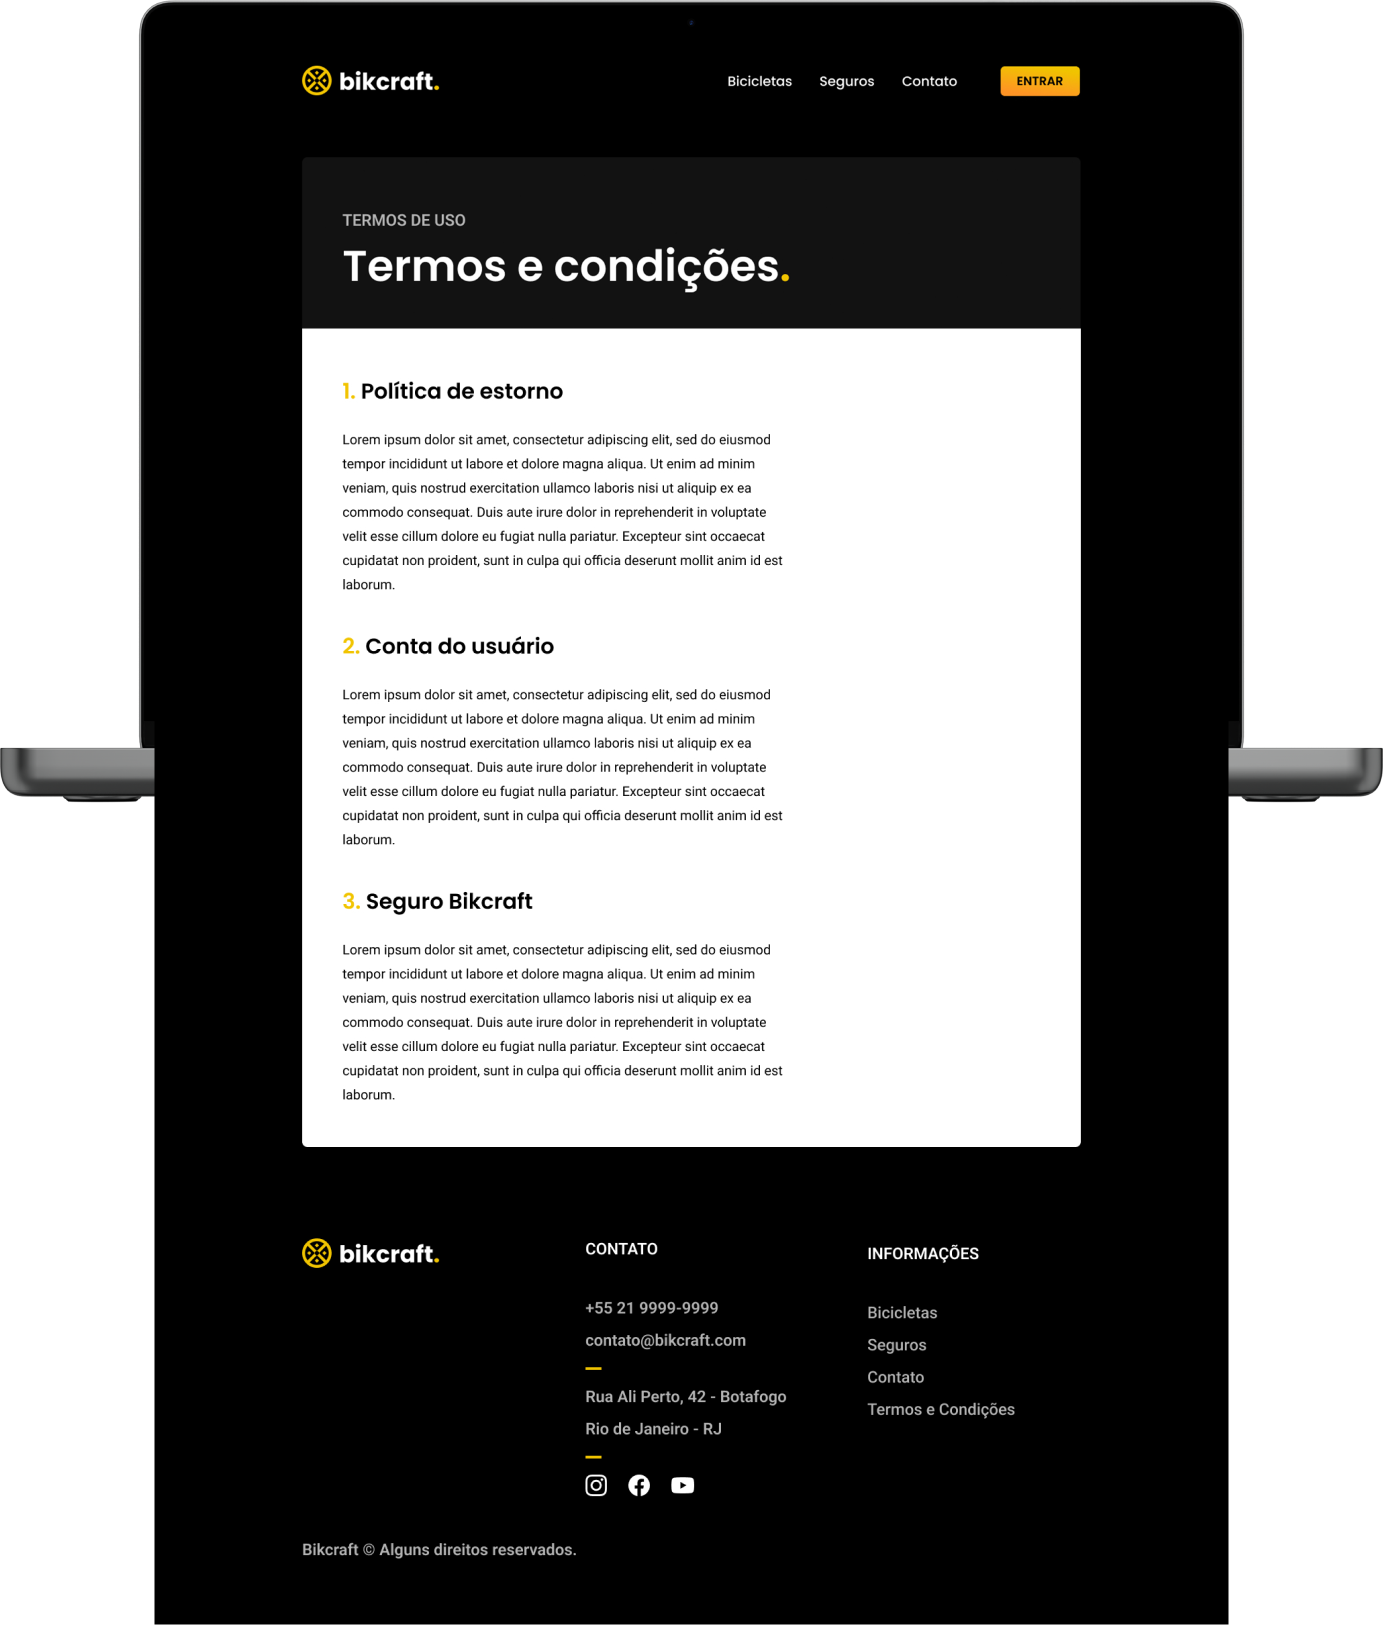 bikcraft.
Bicicletas Seguros Contato ENTRAR
TERMOS DE USO
Termos e condições.
1. Política de estorno
Lorem ipsum dolor sit amet, consectetur adipiscing elit, sed do eiusmod
tempor incididunt ut labore et dolore magna aliqua. Ut enim ad minim
veniam, quis nostrud exercitation ullamco laboris nisi ut aliquip ex ea
commodo consequat. Duis aute irure dolor in reprehenderit in voluptate
velit esse cillum dolore eu fugiat nulla pariatur. Excepteur sint occaecat
cupidatat non proident, sunt in culpa qui officia deserunt mollit anim id est
laborum.
2. Conta do usuário
Lorem ipsum dolor sit amet, consectetur adipiscing elit, sed do eiusmod
tempor incididunt ut labore et dolore magna aliqua. Ut enim ad minim
veniam, quis nostrud exercitation ullamco laboris nisi ut aliquip ex ea
commodo consequat. Duis aute irure dolor in reprehenderit in voluptate
velit esse cillum dolore eu fugiat nulla pariatur. Excepteur sint occaecat
cupidatat non proident, sunt in culpa qui officia deserunt mollit anim id est
laborum.
3. Seguro Bikcraft
Lorem ipsum dolor sit amet, consectetur adipiscing elit, sed do eiusmod
tempor incididunt ut labore et dolore magna aliqua. Ut enim ad minim
veniam, quis nostrud exercitation ullamco laboris nisi ut aliquip ex ea
commodo consequat. Duis aute irure dolor in reprehenderit in voluptate
velit esse cillum dolore eu fugiat nulla pariatur. Excepteur sint occaecat
cupidatat non proident, sunt in culpa qui officia deserunt mollit anim id est
laborum.
bikcraft.
CONTATO
+55 21 9999-9999
contato@bikcraft.com
Rua Ali Perto, 42 - Botafogo
Rio de Janeiro - RJ
INFORMAÇÕES
Bicicletas
Seguros
Contato
Termos e Condições
Bikcraft © Alguns direitos reservados.